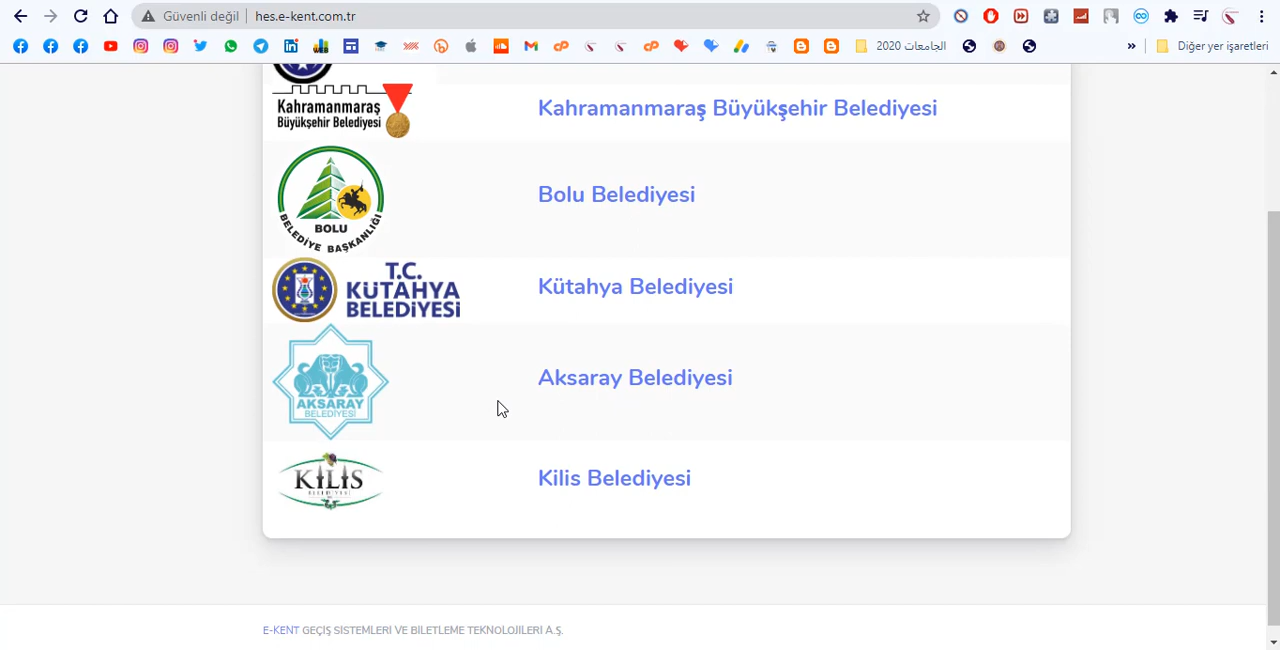 Güvenli değil
hes.e-kent.com.tr
الجامعات 2020
»
Diğer yer işaretleri
Kahramanmaraş
Büyükşehir Belediyesi
Kahramanmaraş Büyükşehir Belediyesi
BOLU
BELEDİYE BAŞKANLIĞI
Bolu Belediyesi
T.C.
KÜTAHYA
BELEDİYESİ
Kütahya Belediyesi
AKSARAY
BELEDİYESİ
Aksaray Belediyesi
KİLİS
BELEDİYESİ
Kilis Belediyesi
E-KENT GEÇİŞ SİSTEMLERİ VE BİLETLEME TEKNOLOJİLERİ A.Ş.